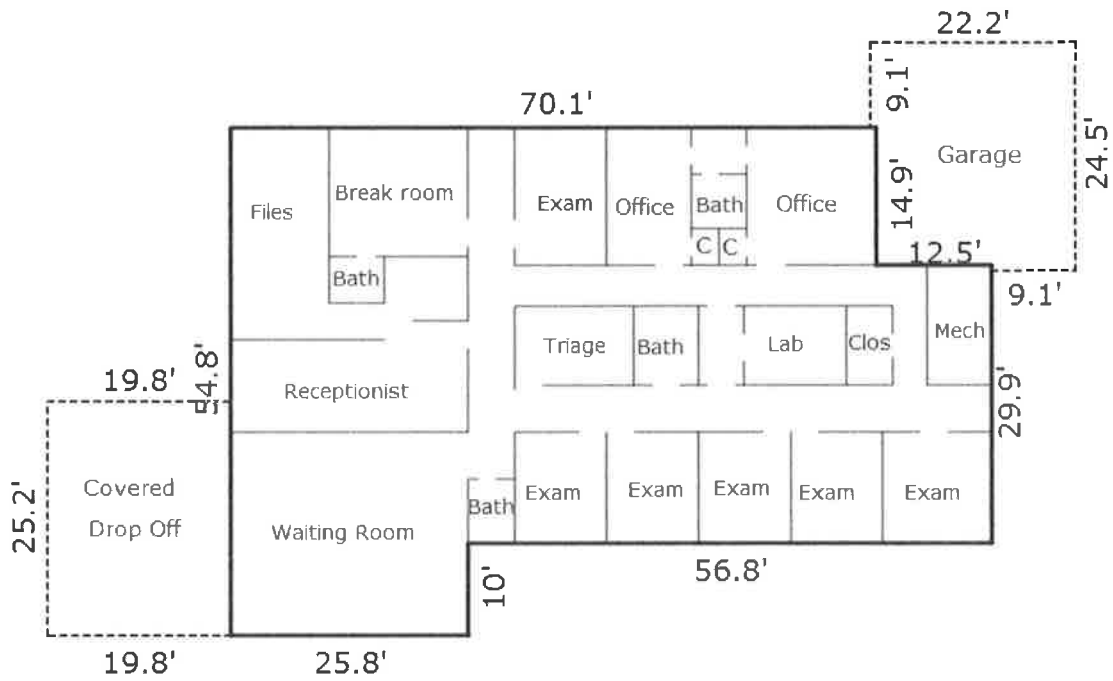 22.2'
9.1'
70.1'
24.5'
Garage
14.9'
Break room
Files
Exam
Office
Bath
Office
C
C
12.5'
Bath
9.1'
Triage
Bath
Lab
Clos
Mech
19.8'
54.8'
Receptionist
29.9'
25.2'
Covered
Drop Off
Waiting Room
Bath
Exam
Exam
Exam
Exam
Exam
10'
56.8'
19.8'
25.8'